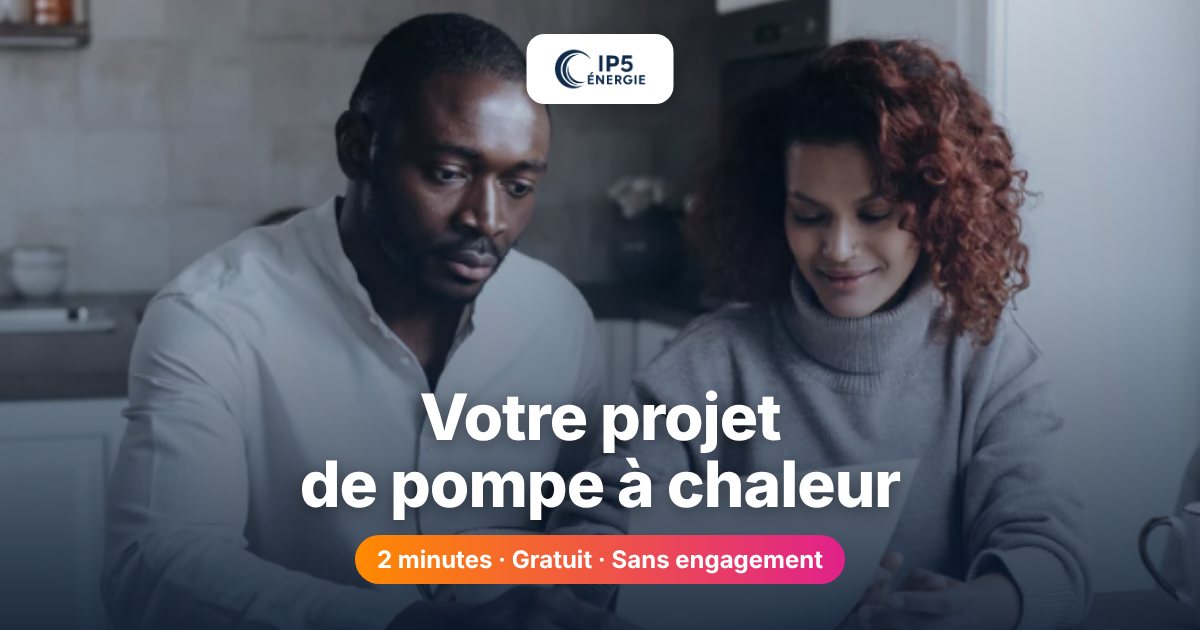 IP5
ÉNERGIE
Votre projet
de pompe à chaleur
2 minutes · Gratuit · Sans engagement